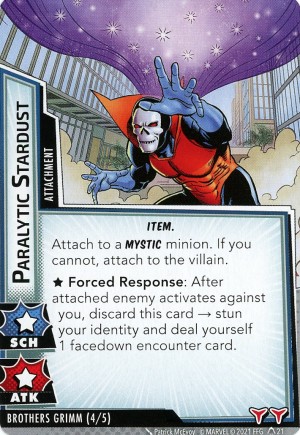 PARALYTIC STARDUST
ATTACHMENT
ITEM.
Attach to a MYSTIC minion. If you
cannot, attach to the villain.
★ Forced Response: After
attached enemy activates against
you, discard this card → stun
your identity and deal yourself
1 facedown encounter card.
SCH
ATK
BROTHERS GRIMM (4/5)
Patrick McEvoy. © MARVEL © 2021 FFG
21